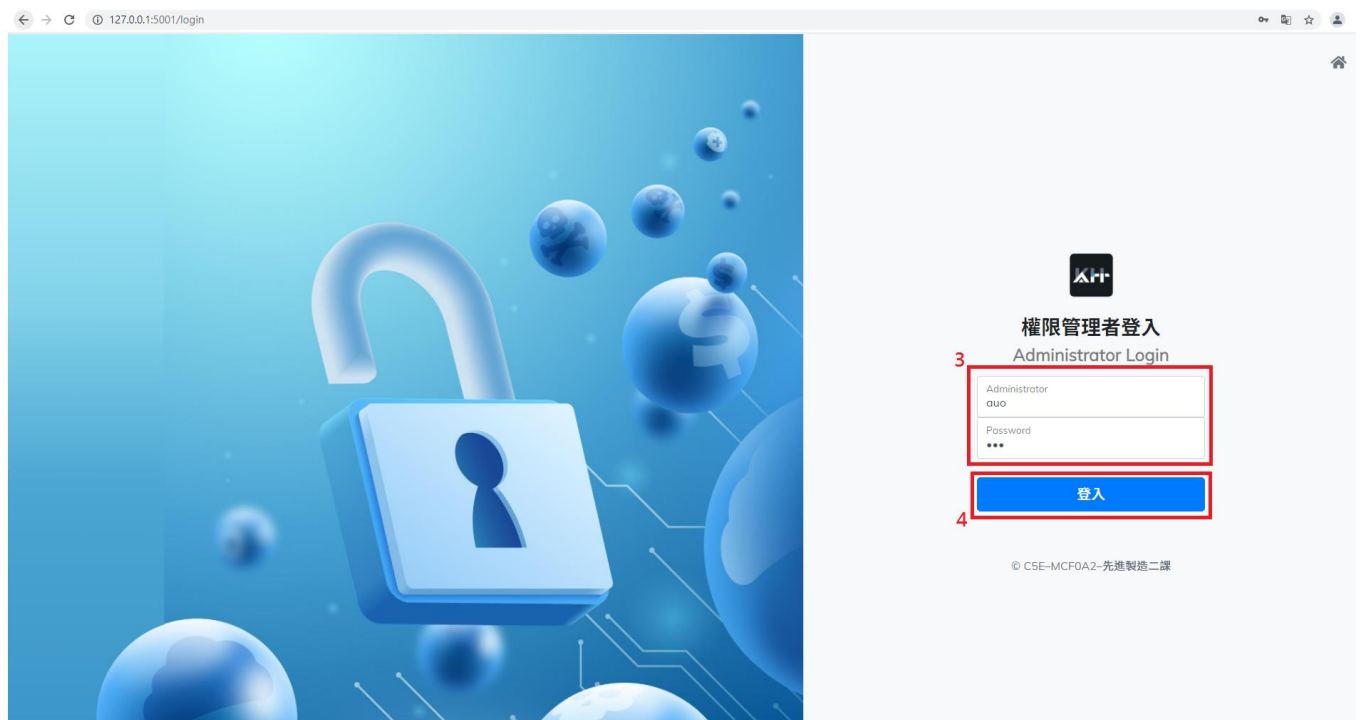 127.0.0.1:5001/login
KH
權限管理者登入
Administrator Login
3
Administrator
auo
Password
•••
登入
4
© C5E–MCF0A2–先進製造二課